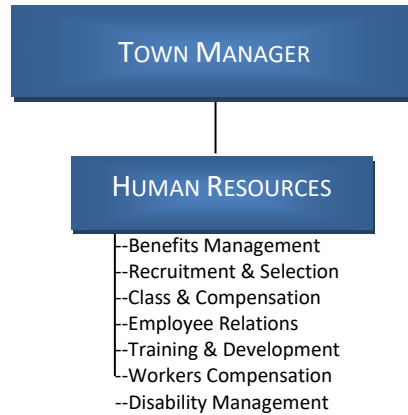 TOWN MANAGER
HUMAN RESOURCES
--Benefits Management
--Recruitment & Selection
--Class & Compensation
--Employee Relations
--Training & Development
--Workers Compensation
--Disability Management